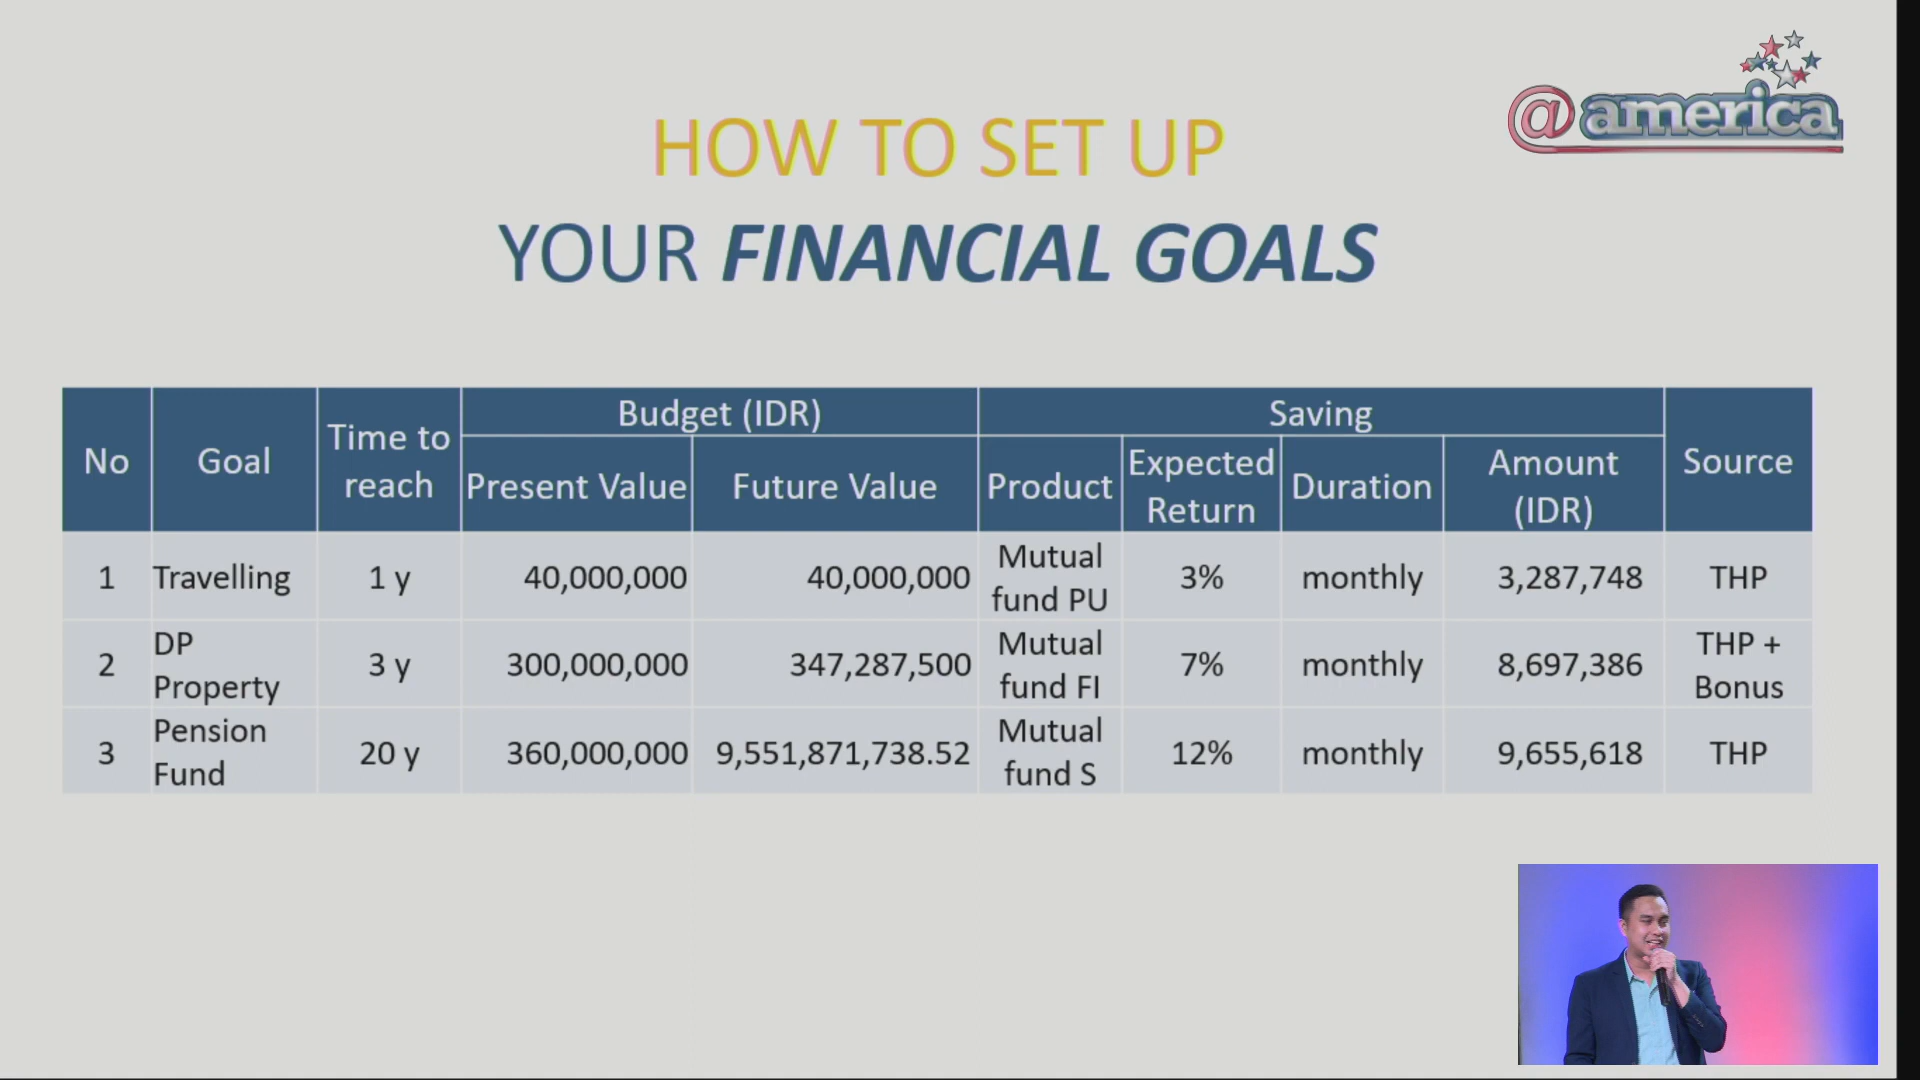 @america
HOW TO SET UP
YOUR FINANCIAL GOALS
No Goal Time to reach Budget (IDR) Saving Source
Present Value Future Value Product Expected Return Duration Amount (IDR)
1 Travelling 1 y 40,000,000 40,000,000 Mutual fund PU 3% monthly 3,287,748 THP
2 DP Property 3 y 300,000,000 347,287,500 Mutual fund FI 7% monthly 8,697,386 THP + Bonus
3 Pension Fund 20 y 360,000,000 9,551,871,738.52 Mutual fund S 12% monthly 9,655,618 THP